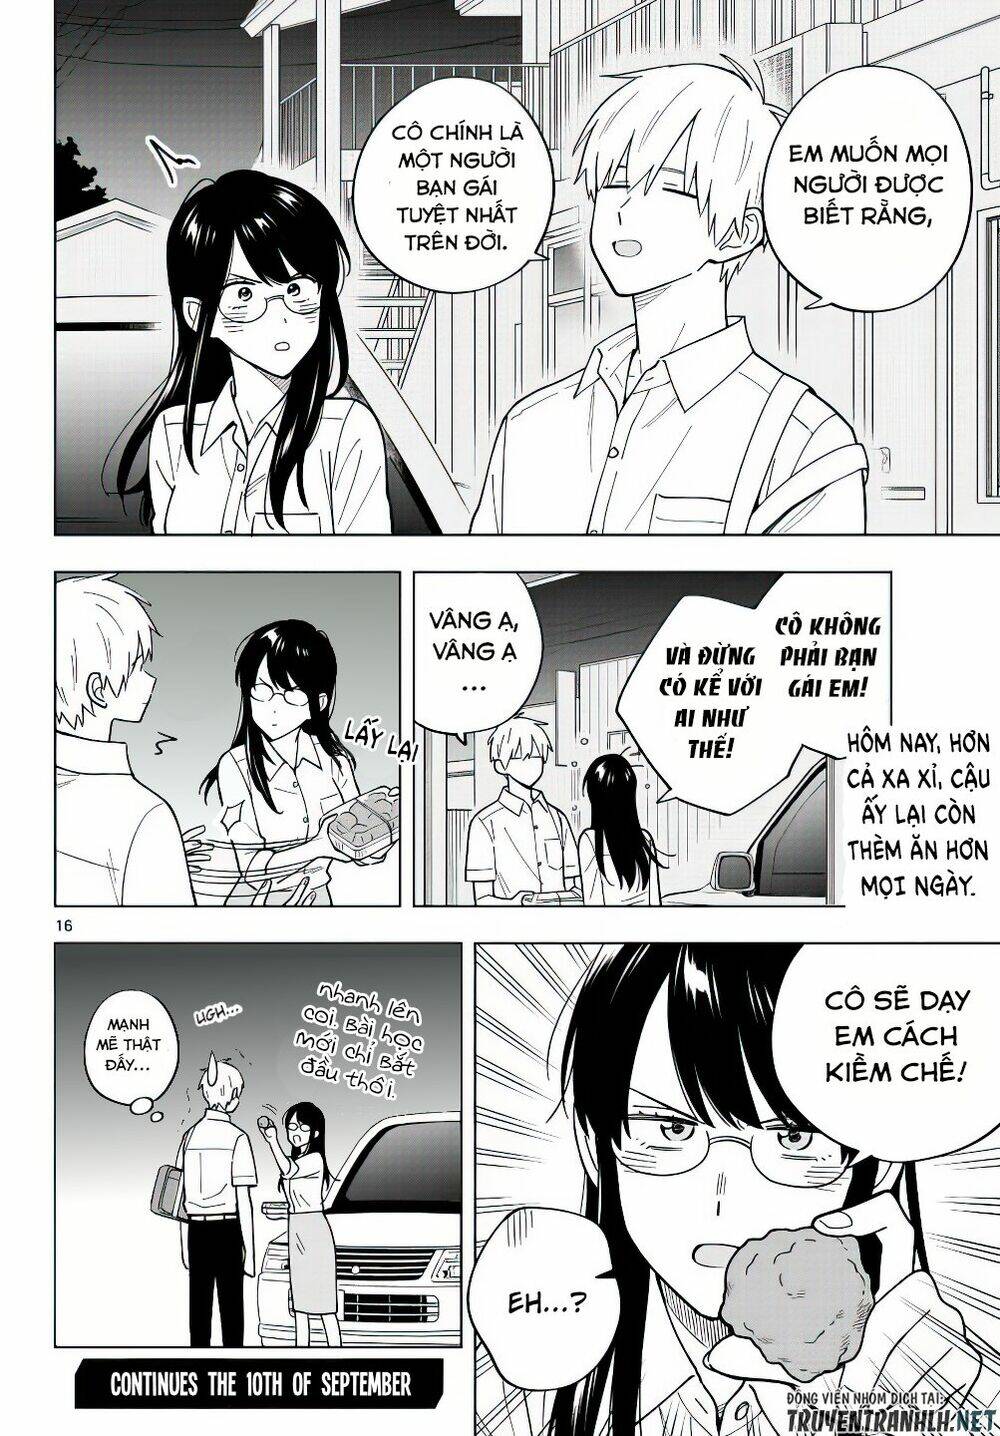 EM MUỐN MỌI
NGƯỜI ĐƯỢC
BIẾT RẰNG,
CÔ CHÍNH LÀ
MỘT NGƯỜI
BẠN GÁI
TUYỆT NHẤT
TRÊN ĐỜI.
CÔ KHÔNG
PHẢI BẠN
GÁI EM!
VÀ ĐỪNG
CÓ KỂ VỚI
AI NHƯ
THẾ!
VÂNG Ạ,
VÂNG Ạ
...
HÔM NAY, HƠN
CẢ XA XỈ, CẬU
ẤY LẠI CÒN
THÈM ĂN HƠN
MỌI NGÀY.
LẤY LẠI
16
CÔ SẼ DẠY
EM CÁCH
KIỀM CHẾ!
EH...?
nhanh lên
coi. Bài học
mới chỉ bắt
đầu thôi.
UGH...
MẠNH
MẼ THẬT
ĐẤY...
CONTINUES THE 10TH OF SEPTEMBER
ĐỘNG VIÊN NHÓM DỊCH TẠI:
TRUYENTRANHLH.NET